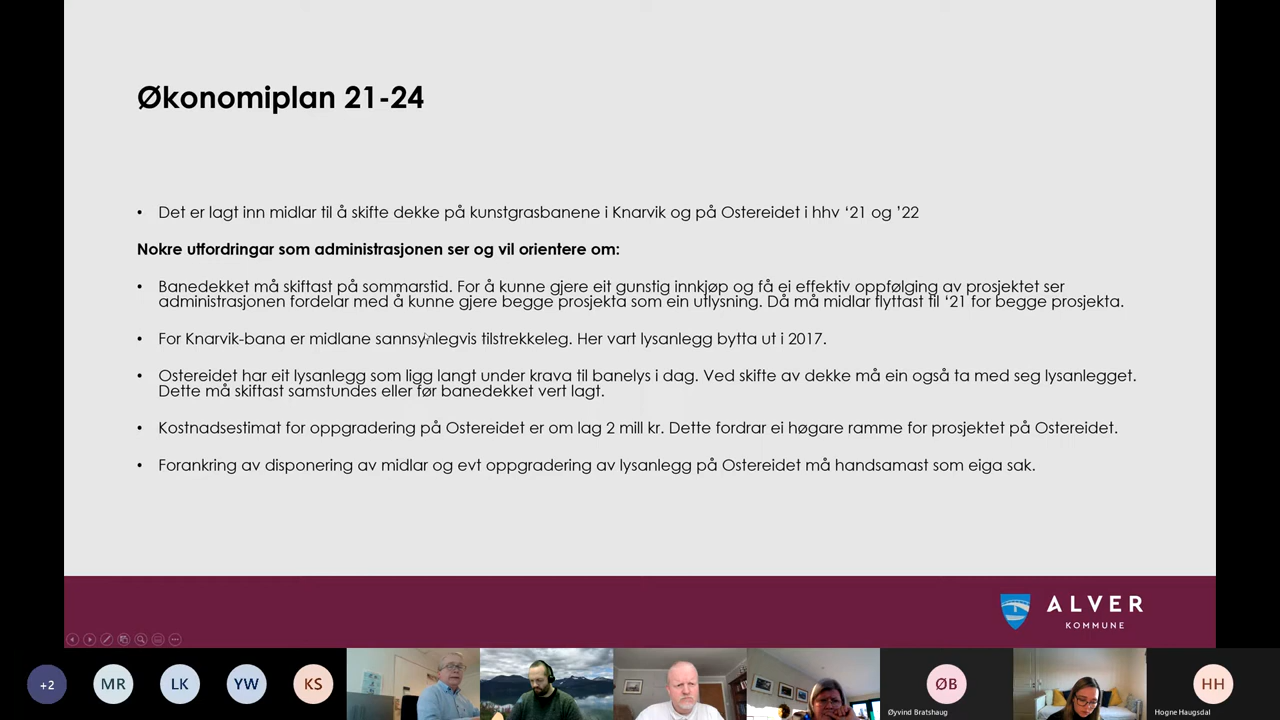 Økonomiplan 21-24
• Det er lagt inn midlar til å skifte dekke på kunstgrasbanene i Knarvik og på Ostereidet i hhv ‘21 og ’22
Nokre utfordringar som administrasjonen ser og vil orientere om:
• Banedekket må skiftast på sommarstid. For å kunne gjere eit gunstig innkjøp og få ei effektiv oppfølging av prosjektet ser
administrasjonen fordelar med å kunne gjere begge prosjekta som ein utlysning. Då må midlar flyttast til ‘21 for begge prosjekta.
• For Knarvik-bana er midlane sannsynlegvis tilstrekkeleg. Her vart lysanlegg bytta ut i 2017.
• Ostereidet har eit lysanlegg som ligg langt under krava til banelys i dag. Ved skifte av dekke må ein også ta med seg lysanlegget.
Dette må skiftast samstundes eller før banedekket vert lagt.
• Kostnadsestimat for oppgradering på Ostereidet er om lag 2 mill kr. Dette fordrar ei høgare ramme for prosjektet på Ostereidet.
• Forankring av disponering av midlar og evt oppgradering av lysanlegg på Ostereidet må handsamast som eiga sak.
ALVER
KOMMUNE
+2
MR
LK
YW
KS
ØB
HH
Øyvind Bratshaug
Hogne Haugsdal